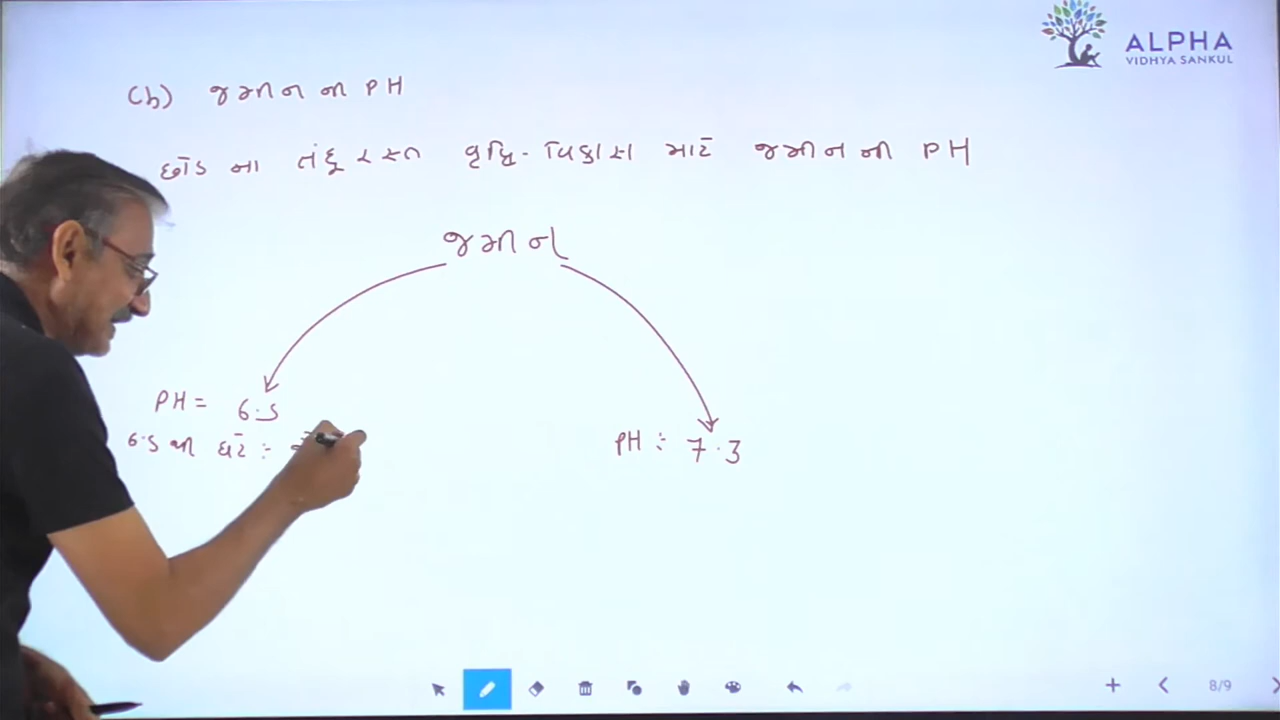 ALPHA
VIDHYA SANKUL
(b) જમીન ના PH
છોડ ના તંદૂરસ્ત વૃધ્ધિ-વિકાસ માટે જમીન ની PH
જમીન
PH = 6.5
6.5 થી ઘટે :-
PH :- 7.3
8/9